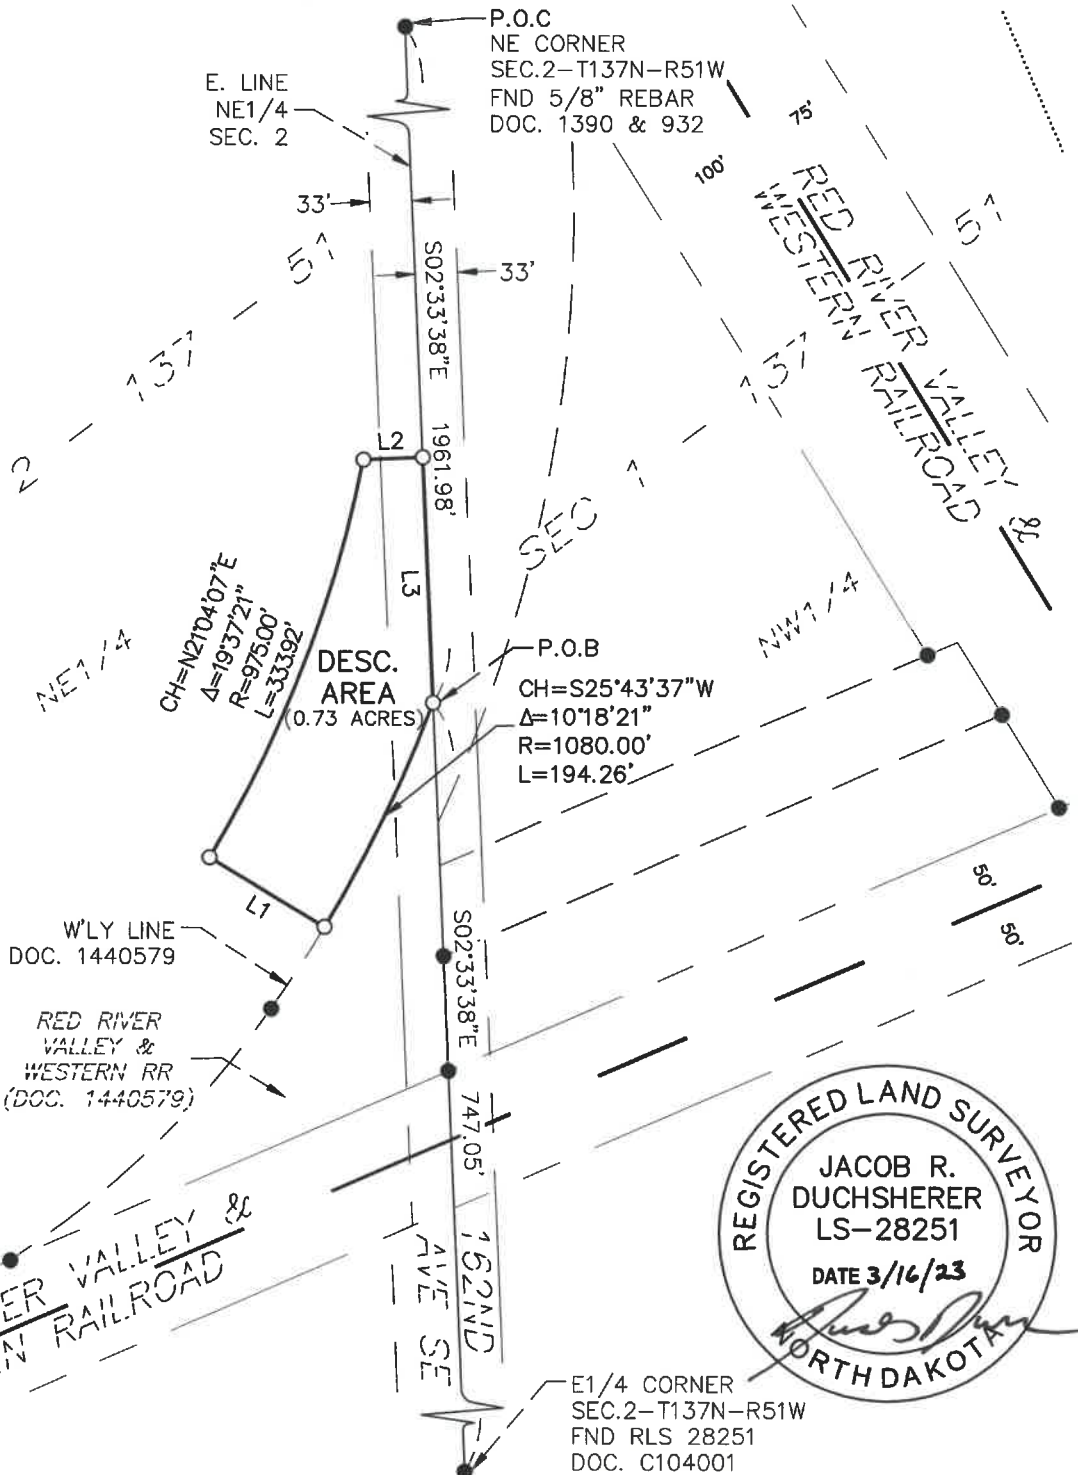 P.O.C
NE CORNER
SEC.2-T137N-R51W
FND 5/8" REBAR
DOC. 1390 & 932
E. LINE
NE1/4
SEC. 2
75'
100'
RED RIVER VALLEY &
WESTERN RAILROAD
33'
33'
S02°33'38"E 1961.98'
2 137 51
SEC 1 137 51
L2
L3
CH=N21°04'07"E
Δ=19°37'21"
R=975.00'
L=333.92'
DESC.
AREA
(0.73 ACRES)
NE1/4
NW1/4
P.O.B
CH=S25°43'37"W
Δ=10°18'21"
R=1080.00'
L=194.26'
L1
W'LY LINE
DOC. 1440579
RED RIVER
VALLEY &
WESTERN RR
(DOC. 1440579)
50'
50'
S02°33'38"E 747.05'
ER VALLEY &
N RAILROAD
162ND
AVE SE
REGISTERED LAND SURVEYOR
JACOB R.
DUCHSHERER
LS-28251
DATE 3/16/23
NORTH DAKOTA
E1/4 CORNER
SEC.2-T137N-R51W
FND RLS 28251
DOC. C104001